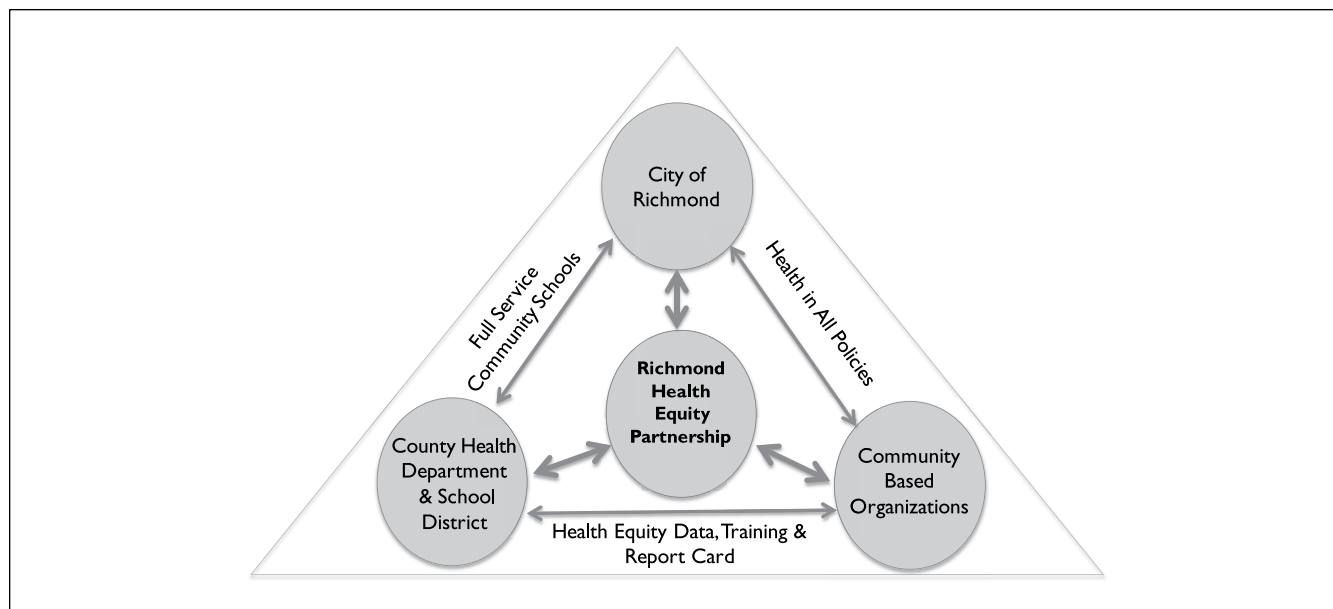 City of
Richmond
Full Service
Community Schools
Health in All Policies
Richmond
Health
Equity
Partnership
County Health
Department
& School
District
Community
Based
Organizations
Health Equity Data, Training &
Report Card